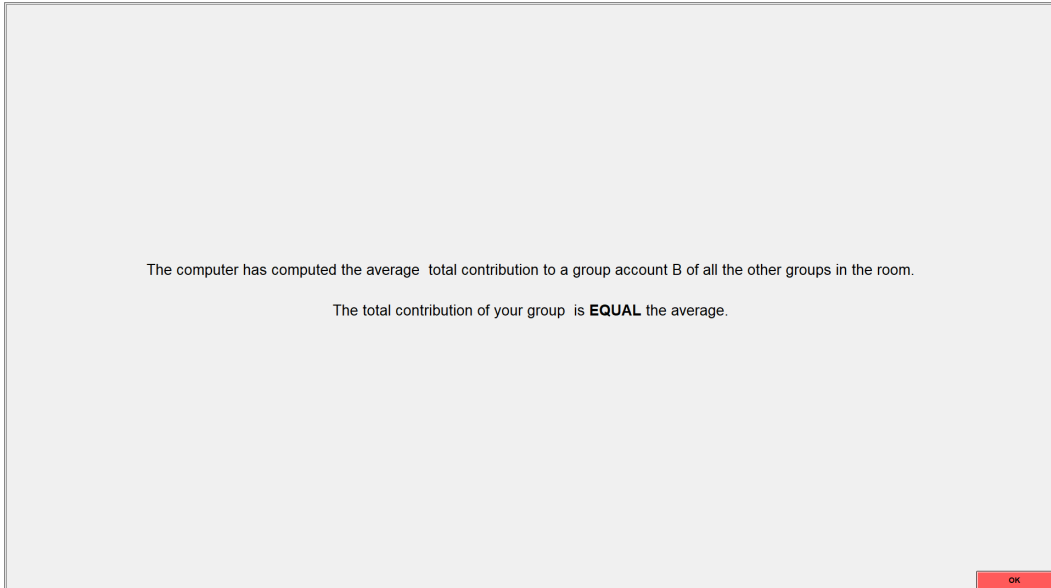 The computer has computed the average  total contribution to a group account B of all the other groups in the room.
The total contribution of your group  is EQUAL the average.
OK